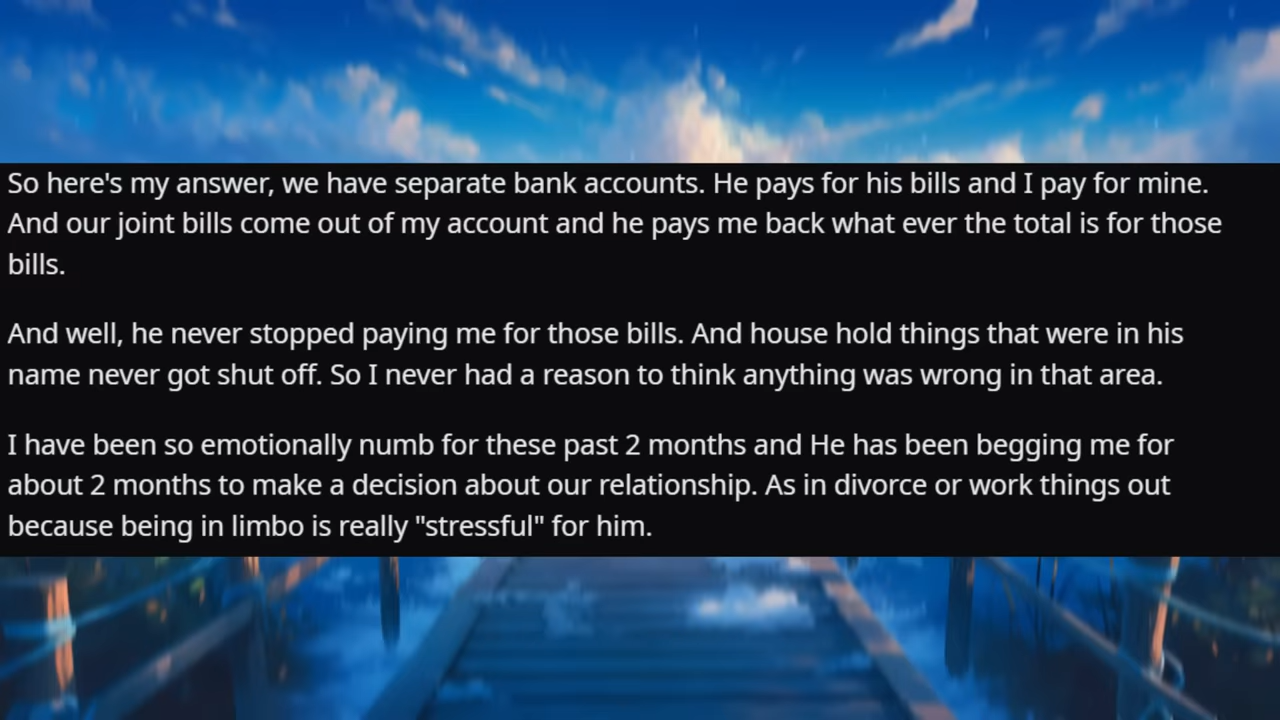 So here's my answer, we have separate bank accounts. He pays for his bills and I pay for mine.
And our joint bills come out of my account and he pays me back what ever the total is for those
bills.
And well, he never stopped paying me for those bills. And house hold things that were in his
name never got shut off. So I never had a reason to think anything was wrong in that area.
I have been so emotionally numb for these past 2 months and He has been begging me for
about 2 months to make a decision about our relationship. As in divorce or work things out
because being in limbo is really "stressful" for him.